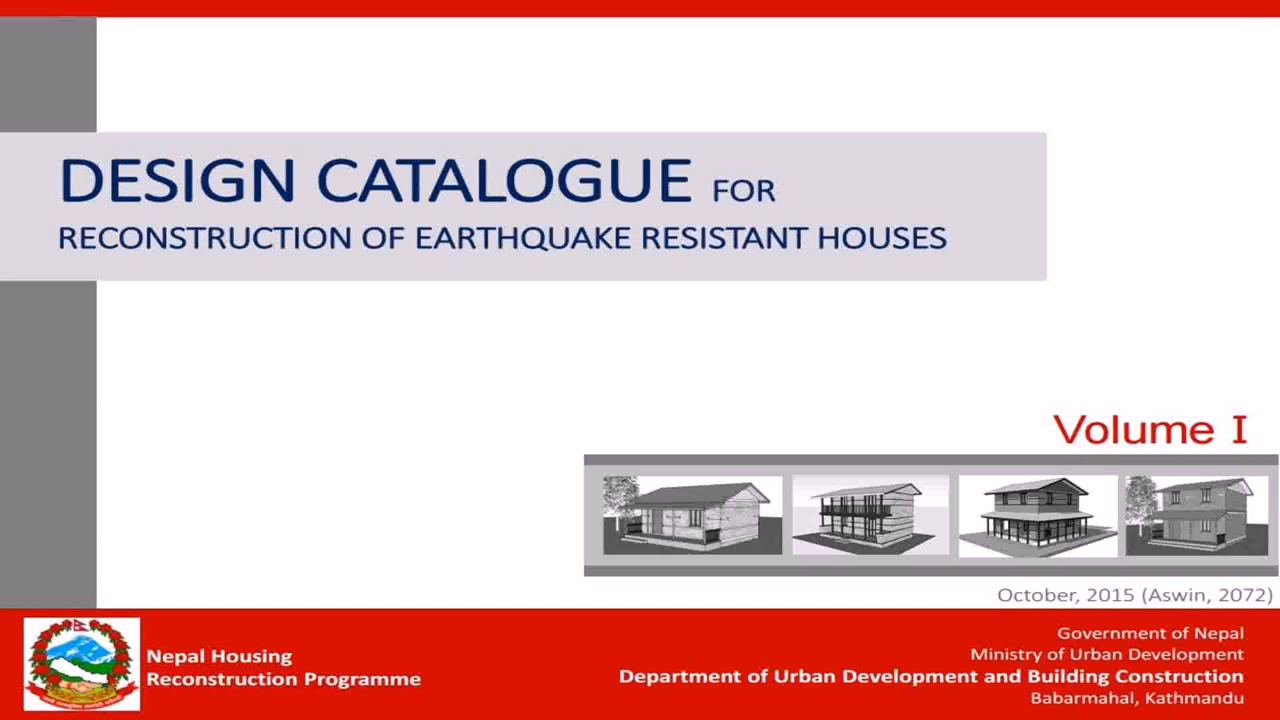 DESIGN CATALOGUE FOR
RECONSTRUCTION OF EARTHQUAKE RESISTANT HOUSES
Volume I
October, 2015 (Aswin, 2072)
Nepal Housing
Reconstruction Programme
Government of Nepal
Ministry of Urban Development
Department of Urban Development and Building Construction
Babarmahal, Kathmandu